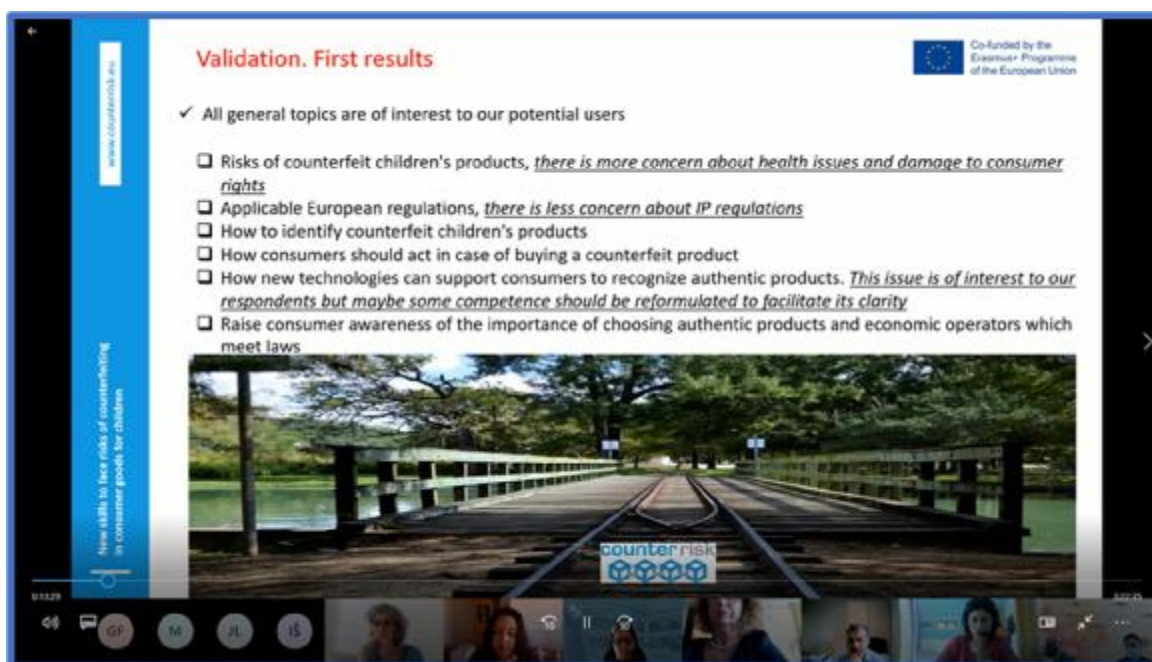 Validation. First results
Co-funded by the
Erasmus+ Programme
of the European Union
www.counterrisk.eu
✓ All general topics are of interest to our potential users
❑ Risks of counterfeit children's products, there is more concern about health issues and damage to consumer
rights
❑ Applicable European regulations, there is less concern about IP regulations
❑ How to identify counterfeit children's products
❑ How consumers should act in case of buying a counterfeit product
❑ How new technologies can support consumers to recognize authentic products. This issue is of interest to our
respondents but maybe some competence should be reformulated to facilitate its clarity
❑ Raise consumer awareness of the importance of choosing authentic products and economic operators which
meet laws
New skills to face risks of counterfeiting
in consumer goods for children
counterrisk
GF
M
JL
IŠ